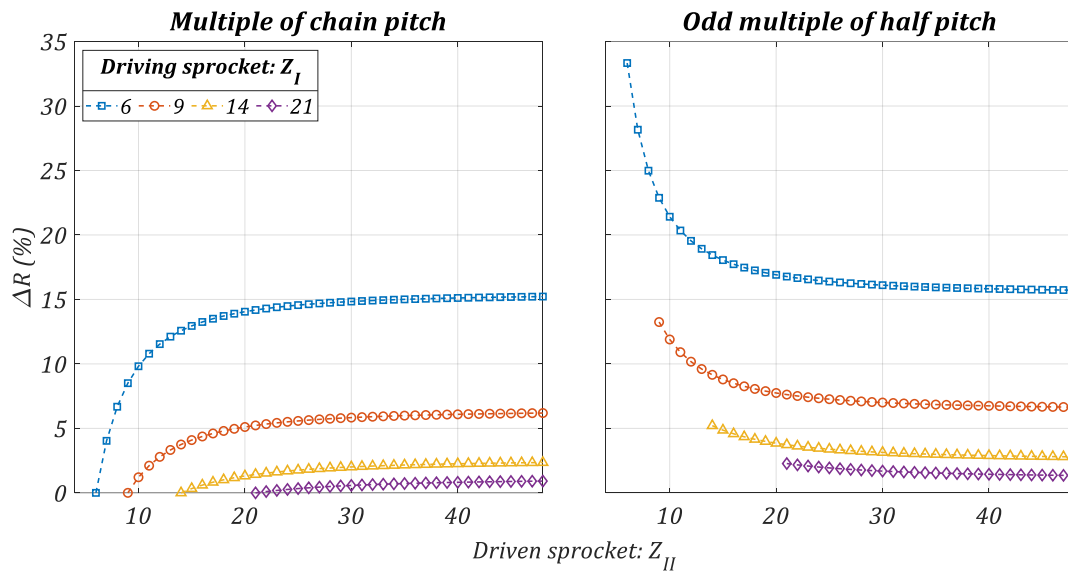 Multiple of chain pitch
Odd multiple of half pitch
35
30
25
20
15
10
5
0
ΔR (%)
Driving sprocket: Z_I
6 9 14 21
10 20 30 40
10 20 30 40
Driven sprocket: Z_II